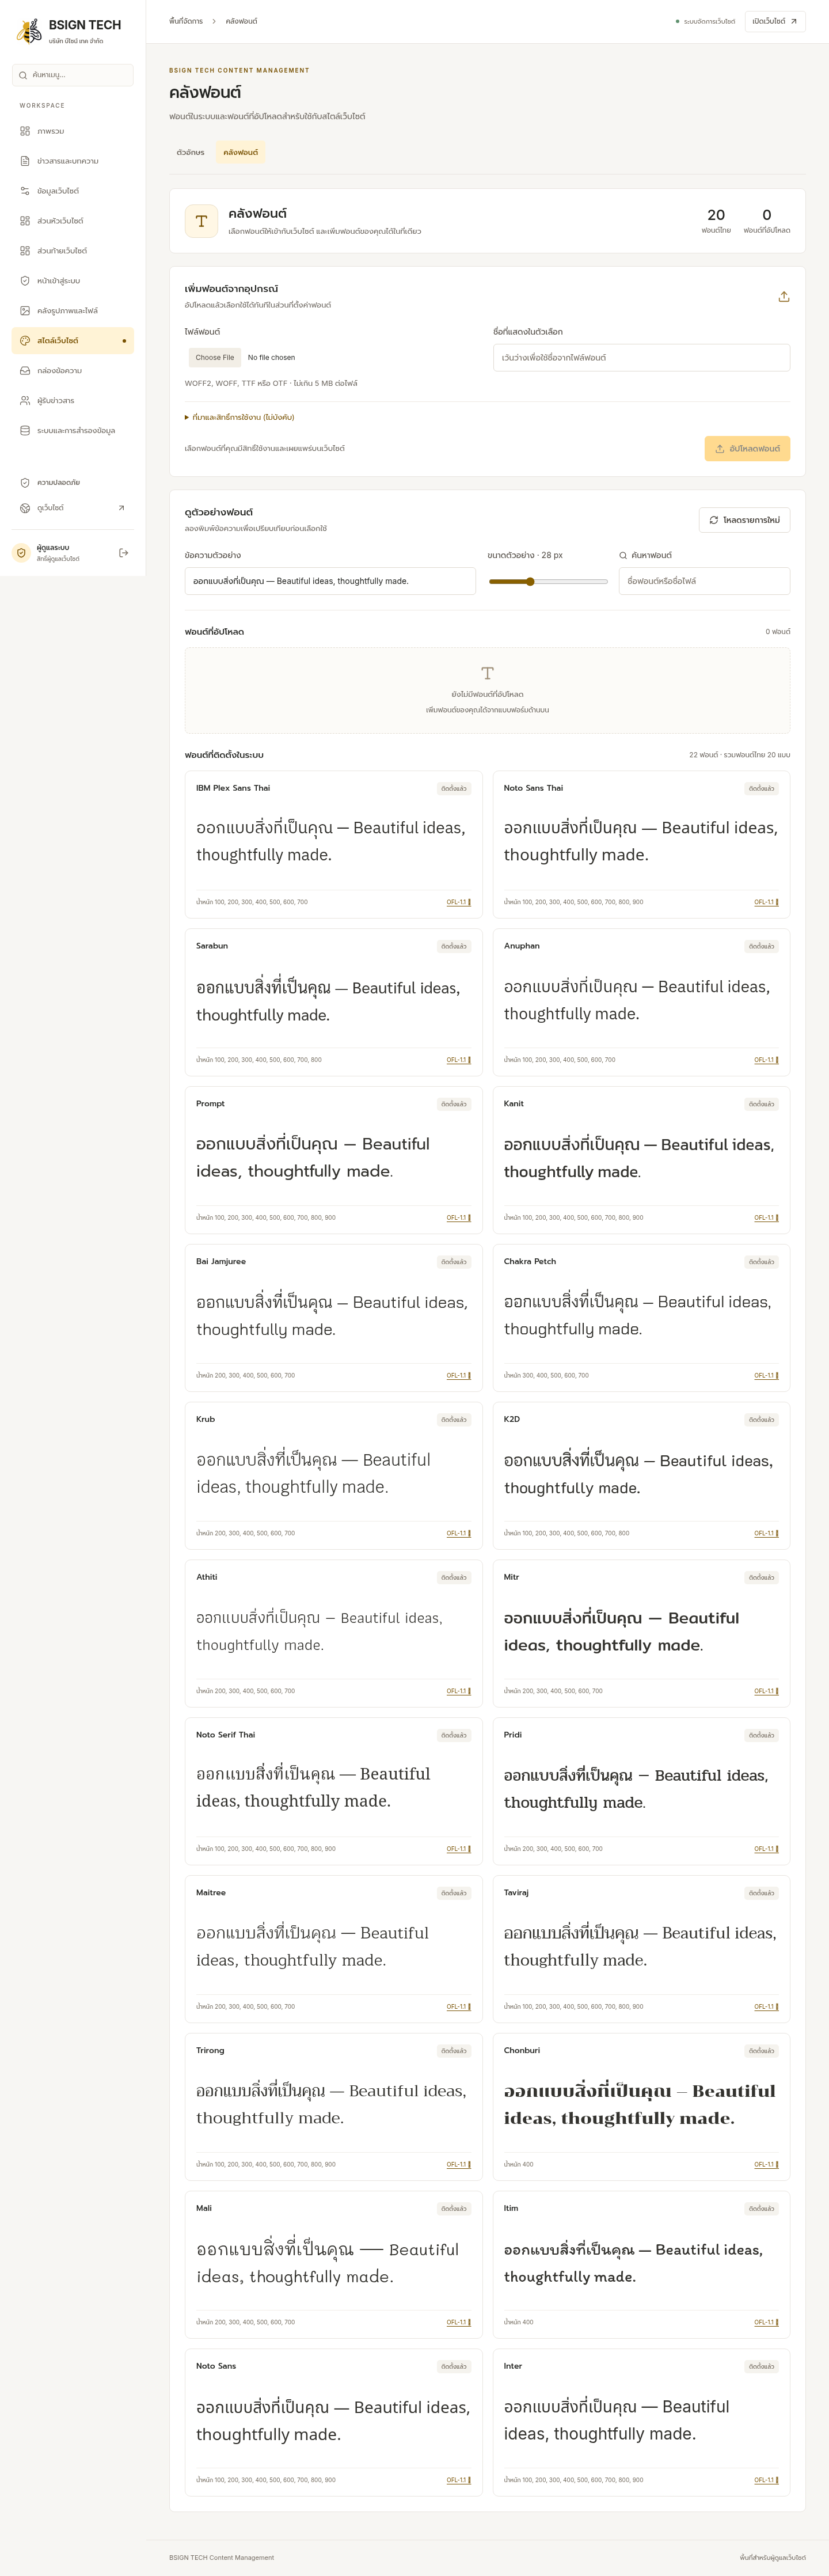 BSIGN TECH
บริษัท บีไซน์ เทค จำกัด
ค้นหาเมนู...
WORKSPACE
ภาพรวม
ข่าวสารและบทความ
ข้อมูลเว็บไซต์
ส่วนหัวเว็บไซต์
ส่วนท้ายเว็บไซต์
หน้าเข้าสู่ระบบ
คลังรูปภาพและไฟล์
สไตล์เว็บไซต์
กล่องข้อความ
ผู้รับข่าวสาร
ระบบและการสำรองข้อมูล
ความปลอดภัย
ดูเว็บไซต์
ผู้ดูแลระบบ
สิทธิ์ผู้ดูแลเว็บไซต์
พื้นที่จัดการ
คลังฟอนต์
ระบบจัดการเว็บไซต์
เปิดเว็บไซต์
BSIGN TECH CONTENT MANAGEMENT
คลังฟอนต์
ฟอนต์ในระบบและฟอนต์ที่อัปโหลดสำหรับใช้กับสไตล์เว็บไซต์
ตัวอักษร
คลังฟอนต์
คลังฟอนต์
เลือกฟอนต์ให้เข้ากับเว็บไซต์ และเพิ่มฟอนต์ของคุณได้ในที่เดียว
20
ฟอนต์ไทย
0
ฟอนต์ที่อัปโหลด
เพิ่มฟอนต์จากอุปกรณ์
อัปโหลดแล้วเลือกใช้ได้ทันทีในส่วนที่ตั้งค่าฟอนต์
ไฟล์ฟอนต์
Choose File No file chosen
WOFF2, WOFF, TTF หรือ OTF · ไม่เกิน 5 MB ต่อไฟล์
ชื่อที่แสดงในตัวเลือก
เว้นว่างเพื่อใช้ชื่อจากไฟล์ฟอนต์
ที่มาและสิทธิ์การใช้งาน (ไม่บังคับ)
เลือกฟอนต์ที่คุณมีสิทธิ์ใช้งานและเผยแพร่บนเว็บไซต์
อัปโหลดฟอนต์
ดูตัวอย่างฟอนต์
ลองพิมพ์ข้อความเพื่อเปรียบเทียบก่อนเลือกใช้
โหลดรายการใหม่
ข้อความตัวอย่าง
ออกแบบสิ่งที่เป็นคุณ — Beautiful ideas, thoughtfully made.
ขนาดตัวอย่าง · 28 px
ค้นหาฟอนต์
ชื่อฟอนต์หรือชื่อไฟล์
ฟอนต์ที่อัปโหลด
0 ฟอนต์
ยังไม่มีฟอนต์ที่อัปโหลด
เพิ่มฟอนต์ของคุณได้จากแบบฟอร์มด้านบน
ฟอนต์ที่ติดตั้งในระบบ
22 ฟอนต์ · รวมฟอนต์ไทย 20 แบบ
IBM Plex Sans Thai
ติดตั้งแล้ว
ออกแบบสิ่งที่เป็นคุณ — Beautiful ideas,
thoughtfully made.
น้ำหนัก 100, 200, 300, 400, 500, 600, 700
OFL-1.1
Noto Sans Thai
ติดตั้งแล้ว
ออกแบบสิ่งที่เป็นคุณ — Beautiful ideas,
thoughtfully made.
น้ำหนัก 100, 200, 300, 400, 500, 600, 700, 800, 900
OFL-1.1
Sarabun
ติดตั้งแล้ว
ออกแบบสิ่งที่เป็นคุณ — Beautiful ideas,
thoughtfully made.
น้ำหนัก 100, 200, 300, 400, 500, 600, 700, 800
OFL-1.1
Anuphan
ติดตั้งแล้ว
ออกแบบสิ่งที่เป็นคุณ — Beautiful ideas,
thoughtfully made.
น้ำหนัก 100, 200, 300, 400, 500, 600, 700
OFL-1.1
Prompt
ติดตั้งแล้ว
ออกแบบสิ่งที่เป็นคุณ — Beautiful
ideas, thoughtfully made.
น้ำหนัก 100, 200, 300, 400, 500, 600, 700, 800, 900
OFL-1.1
Kanit
ติดตั้งแล้ว
ออกแบบสิ่งที่เป็นคุณ — Beautiful ideas,
thoughtfully made.
น้ำหนัก 100, 200, 300, 400, 500, 600, 700, 800, 900
OFL-1.1
Bai Jamjuree
ติดตั้งแล้ว
ออกแบบสิ่งที่เป็นคุณ — Beautiful ideas,
thoughtfully made.
น้ำหนัก 200, 300, 400, 500, 600, 700
OFL-1.1
Chakra Petch
ติดตั้งแล้ว
ออกแบบสิ่งที่เป็นคุณ — Beautiful ideas,
thoughtfully made.
น้ำหนัก 300, 400, 500, 600, 700
OFL-1.1
Krub
ติดตั้งแล้ว
ออกแบบสิ่งที่เป็นคุณ — Beautiful
ideas, thoughtfully made.
น้ำหนัก 200, 300, 400, 500, 600, 700
OFL-1.1
K2D
ติดตั้งแล้ว
ออกแบบสิ่งที่เป็นคุณ — Beautiful ideas,
thoughtfully made.
น้ำหนัก 100, 200, 300, 400, 500, 600, 700, 800
OFL-1.1
Athiti
ติดตั้งแล้ว
ออกแบบสิ่งที่เป็นคุณ — Beautiful ideas,
thoughtfully made.
น้ำหนัก 200, 300, 400, 500, 600, 700
OFL-1.1
Mitr
ติดตั้งแล้ว
ออกแบบสิ่งที่เป็นคุณ — Beautiful
ideas, thoughtfully made.
น้ำหนัก 200, 300, 400, 500, 600, 700
OFL-1.1
Noto Serif Thai
ติดตั้งแล้ว
ออกแบบสิ่งที่เป็นคุณ — Beautiful
ideas, thoughtfully made.
น้ำหนัก 100, 200, 300, 400, 500, 600, 700, 800, 900
OFL-1.1
Pridi
ติดตั้งแล้ว
ออกแบบสิ่งที่เป็นคุณ — Beautiful ideas,
thoughtfully made.
น้ำหนัก 200, 300, 400, 500, 600, 700
OFL-1.1
Maitree
ติดตั้งแล้ว
ออกแบบสิ่งที่เป็นคุณ — Beautiful
ideas, thoughtfully made.
น้ำหนัก 200, 300, 400, 500, 600, 700
OFL-1.1
Taviraj
ติดตั้งแล้ว
ออกแบบสิ่งที่เป็นคุณ — Beautiful ideas,
thoughtfully made.
น้ำหนัก 100, 200, 300, 400, 500, 600, 700, 800, 900
OFL-1.1
Trirong
ติดตั้งแล้ว
ออกแบบสิ่งที่เป็นคุณ — Beautiful ideas,
thoughtfully made.
น้ำหนัก 100, 200, 300, 400, 500, 600, 700, 800, 900
OFL-1.1
Chonburi
ติดตั้งแล้ว
ออกแบบสิ่งที่เป็นคุณ — Beautiful
ideas, thoughtfully made.
น้ำหนัก 400
OFL-1.1
Mali
ติดตั้งแล้ว
ออกแบบสิ่งที่เป็นคุณ — Beautiful
ideas, thoughtfully made.
น้ำหนัก 200, 300, 400, 500, 600, 700
OFL-1.1
Itim
ติดตั้งแล้ว
ออกแบบสิ่งที่เป็นคุณ — Beautiful ideas,
thoughtfully made.
น้ำหนัก 400
OFL-1.1
Noto Sans
ติดตั้งแล้ว
ออกแบบสิ่งที่เป็นคุณ — Beautiful ideas,
thoughtfully made.
น้ำหนัก 100, 200, 300, 400, 500, 600, 700, 800, 900
OFL-1.1
Inter
ติดตั้งแล้ว
ออกแบบสิ่งที่เป็นคุณ — Beautiful
ideas, thoughtfully made.
น้ำหนัก 100, 200, 300, 400, 500, 600, 700, 800, 900
OFL-1.1
BSIGN TECH Content Management
พื้นที่สำหรับผู้ดูแลเว็บไซต์